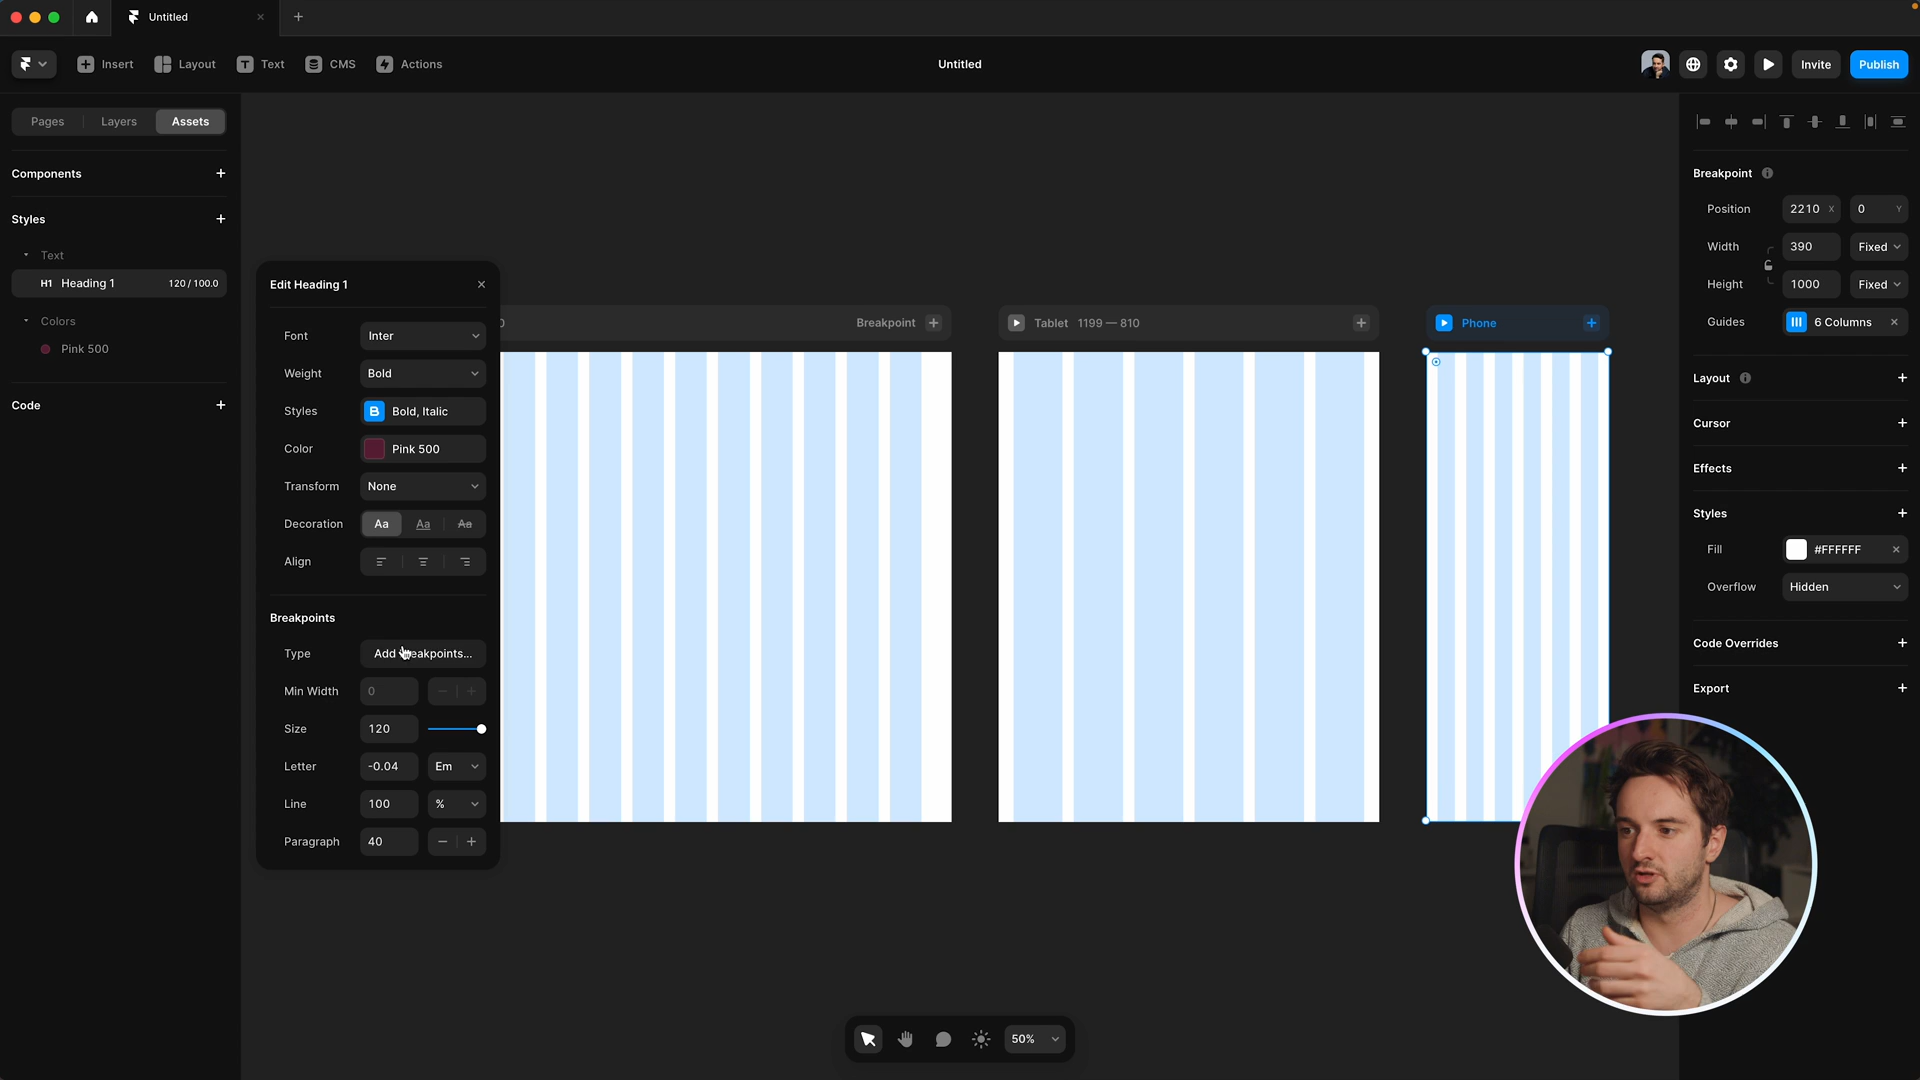 Untitled
Insert
Layout
Text
CMS
Actions
Untitled
Invite
Publish
Pages
Layers
Assets
Components
Styles
Text
H1 Heading 1 120 / 100.0
Colors
Pink 500
Code
Edit Heading 1
Font Inter
Weight Bold
Styles B Bold, Italic
Color Pink 500
Transform None
Decoration Aa Aa Aa
Align
Breakpoints
Type Add breakpoints...
Min Width 0
Size 120
Letter -0.04 Em
Line 100 %
Paragraph 40
0 Breakpoint
Tablet 1199 — 810
Phone
Breakpoint
Position 2210 X 0 Y
Width 390 Fixed
Height 1000 Fixed
Guides 6 Columns
Layout
Cursor
Effects
Styles
Fill #FFFFFF
Overflow Hidden
Code Overrides
Export
50%